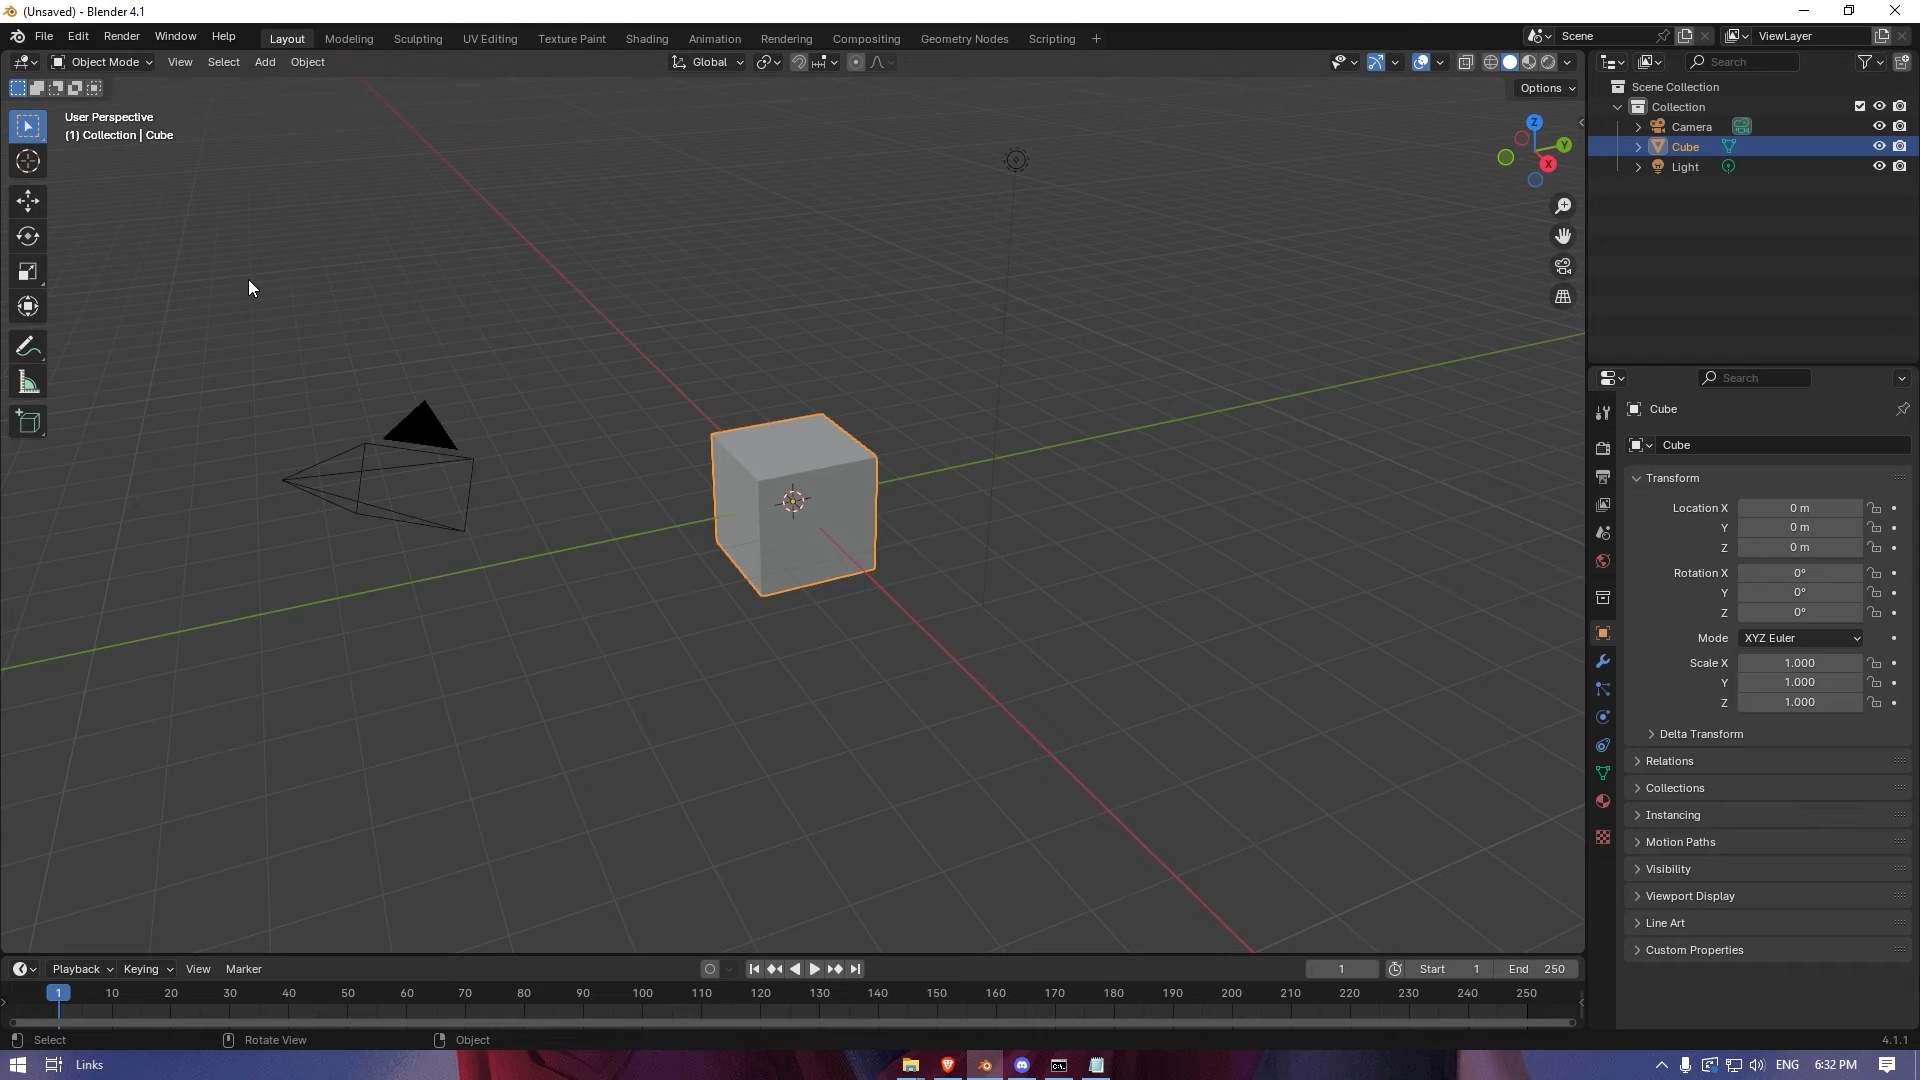 (Unsaved) - Blender 4.1
File Edit Render Window Help Layout Modeling Sculpting UV Editing Texture Paint Shading Animation Rendering Compositing Geometry Nodes Scripting + Scene ViewLayer
Object Mode View Select Add Object Global Search
Options
User Perspective
(1) Collection | Cube
Z
Y
X
Scene Collection
Collection
Camera
Cube
Light
Search
Cube
Cube
Transform
Location X 0 m
Y 0 m
Z 0 m
Rotation X 0°
Y 0°
Z 0°
Mode XYZ Euler
Scale X 1.000
Y 1.000
Z 1.000
Delta Transform
Relations
Collections
Instancing
Motion Paths
Visibility
Viewport Display
Line Art
Custom Properties
Playback Keying View Marker 1 Start 1 End 250
1 10 20 30 40 50 60 70 80 90 100 110 120 130 140 150 160 170 180 190 200 210 220 230 240 250
Select Rotate View Object 4.1.1
Links ENG 6:32 PM